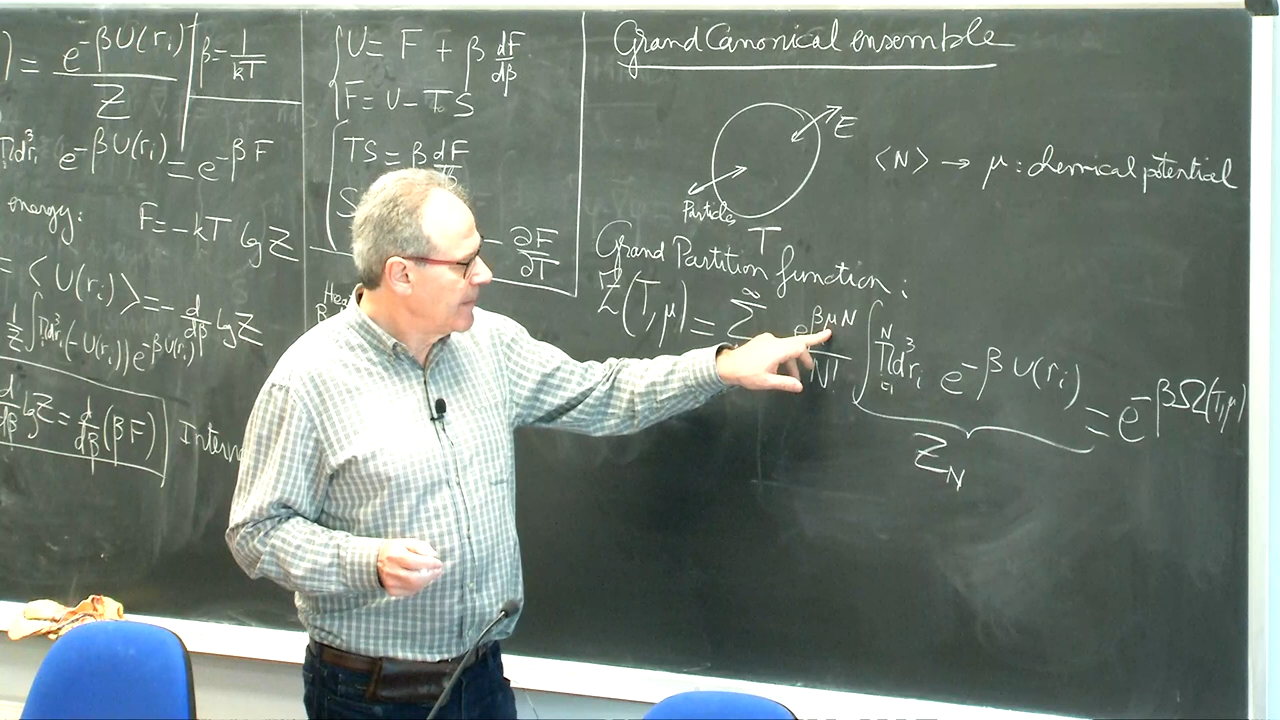 ) = e^{-βU(r_i)} / Z
β = 1/kT
∏dr_i^3 e^{-βU(r_i)} = e^{-βF}
energy: F = -kT lg Z
= ⟨U(r_i)⟩ = -d/dβ lg Z
1/Z ∫∏dr_i^3 (-U(r_i)) e^{-βU(r_i)}
d/dβ lg Z = d/dβ (βF)
U = F + β dF/dβ
F = U - TS
TS = β dF
S
- ∂F/∂T
Grand Canonical ensemble
E
Particles
T
⟨N⟩ → μ: chemical potential
Grand Partition function:
Z(T, μ) = ∑^∞ e^{βμN} / N! ∫ ∏_{i=1}^N dr_i^3 e^{-βU(r_i)} = e^{-βΩ(T,μ)}
Z_N